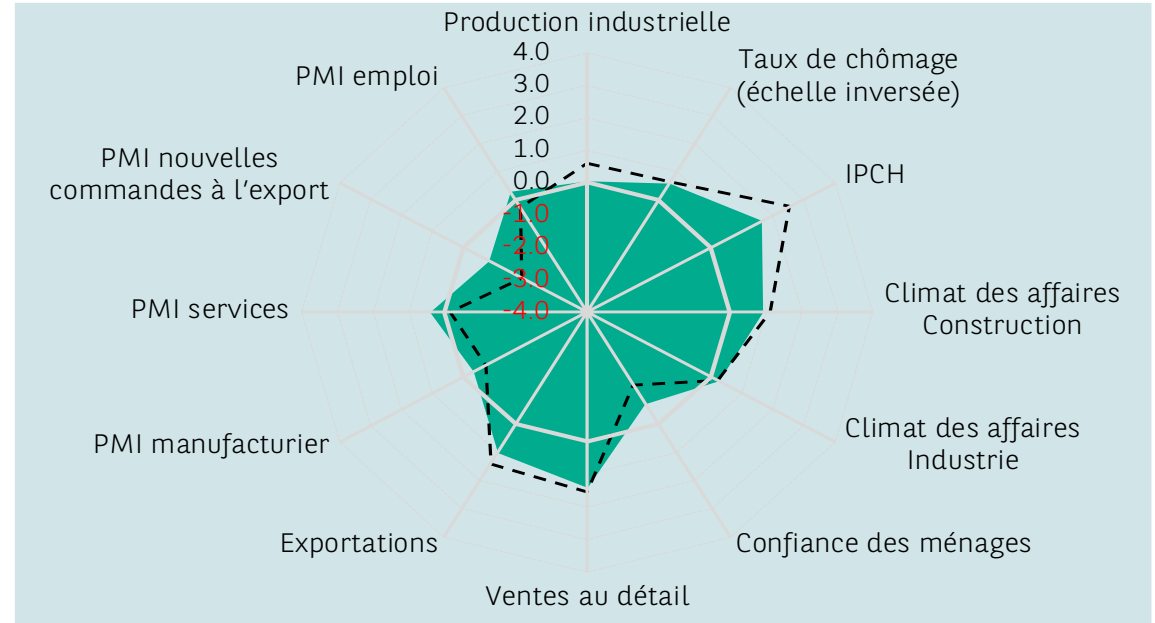 Production industrielle
4.0
3.0
2.0
1.0
0.0
-1.0
-2.0
-3.0
-4.0
Taux de chômage
(échelle inversée)
IPCH
Climat des affaires
Construction
Climat des affaires
Industrie
Confiance des ménages
Ventes au détail
Exportations
PMI manufacturier
PMI services
PMI nouvelles
commandes à l'export
PMI emploi